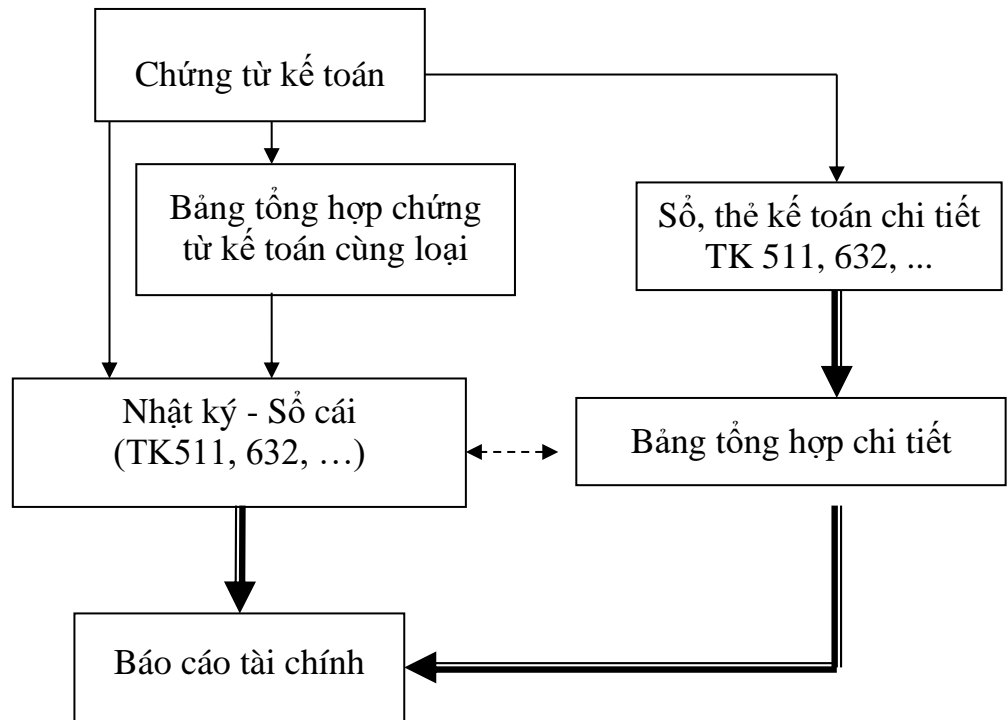 Chứng từ kế toán
Bảng tổng hợp chứng
từ kế toán cùng loại
Sổ, thẻ kế toán chi tiết
TK 511, 632, ...
Nhật ký - Sổ cái
(TK511, 632, …)
Bảng tổng hợp chi tiết
Báo cáo tài chính